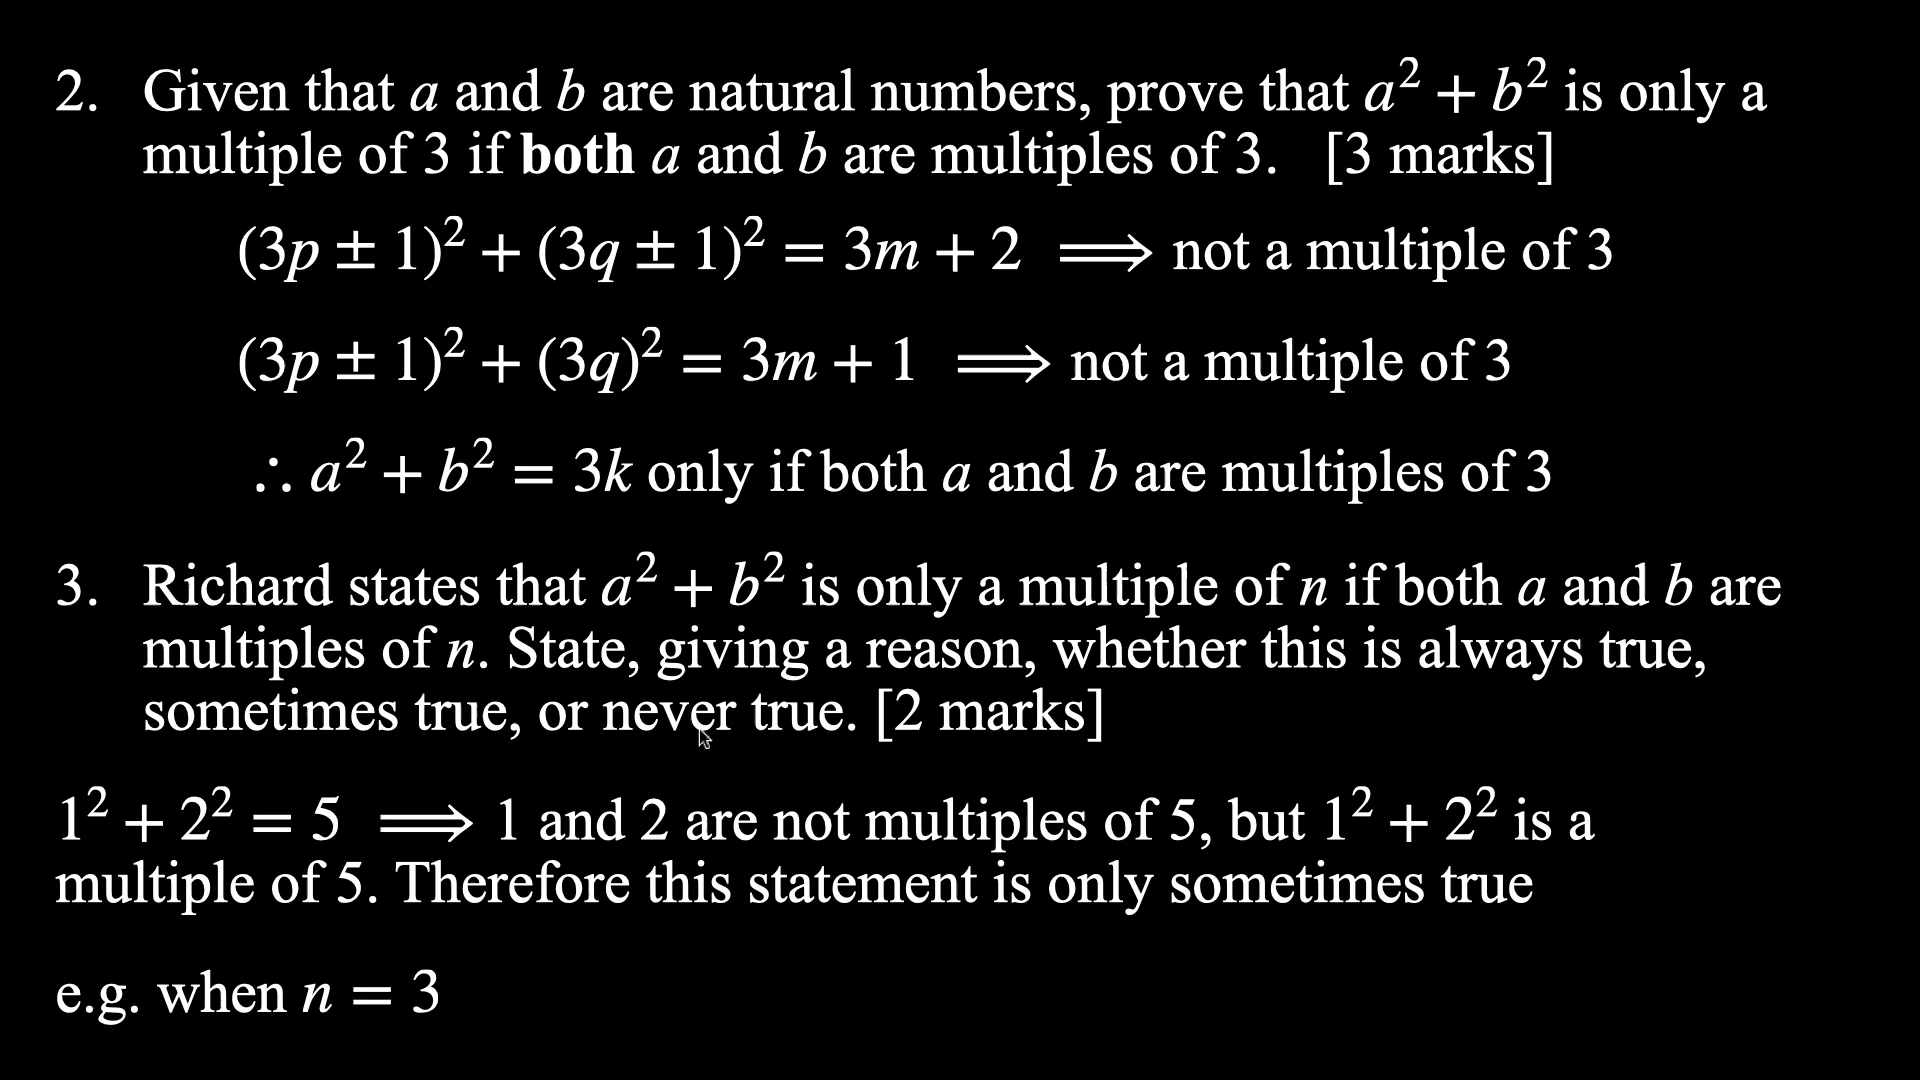 2. Given that a and b are natural numbers, prove that a² + b² is only a
multiple of 3 if both a and b are multiples of 3. [3 marks]
(3p ± 1)² + (3q ± 1)² = 3m + 2 ⟹ not a multiple of 3
(3p ± 1)² + (3q)² = 3m + 1 ⟹ not a multiple of 3
∴ a² + b² = 3k only if both a and b are multiples of 3
3. Richard states that a² + b² is only a multiple of n if both a and b are
multiples of n. State, giving a reason, whether this is always true,
sometimes true, or never true. [2 marks]
1² + 2² = 5 ⟹ 1 and 2 are not multiples of 5, but 1² + 2² is a
multiple of 5. Therefore this statement is only sometimes true
e.g. when n = 3